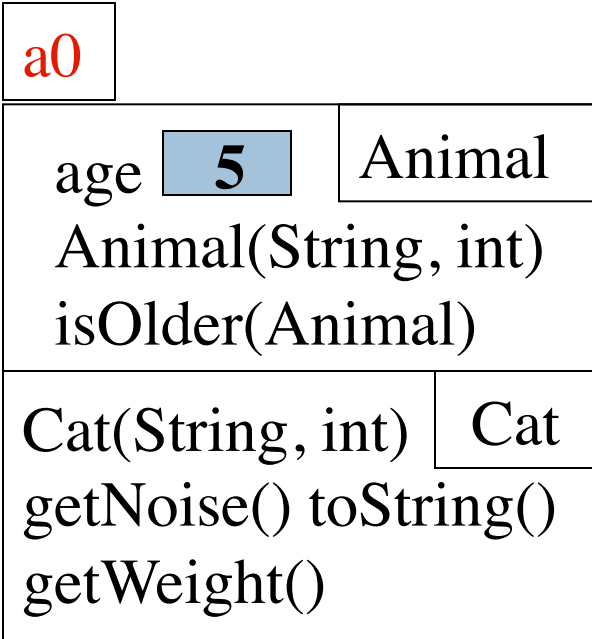 a0
age 5 Animal
Animal(String, int)
isOlder(Animal)
Cat(String, int) Cat
getNoise() toString()
getWeight()